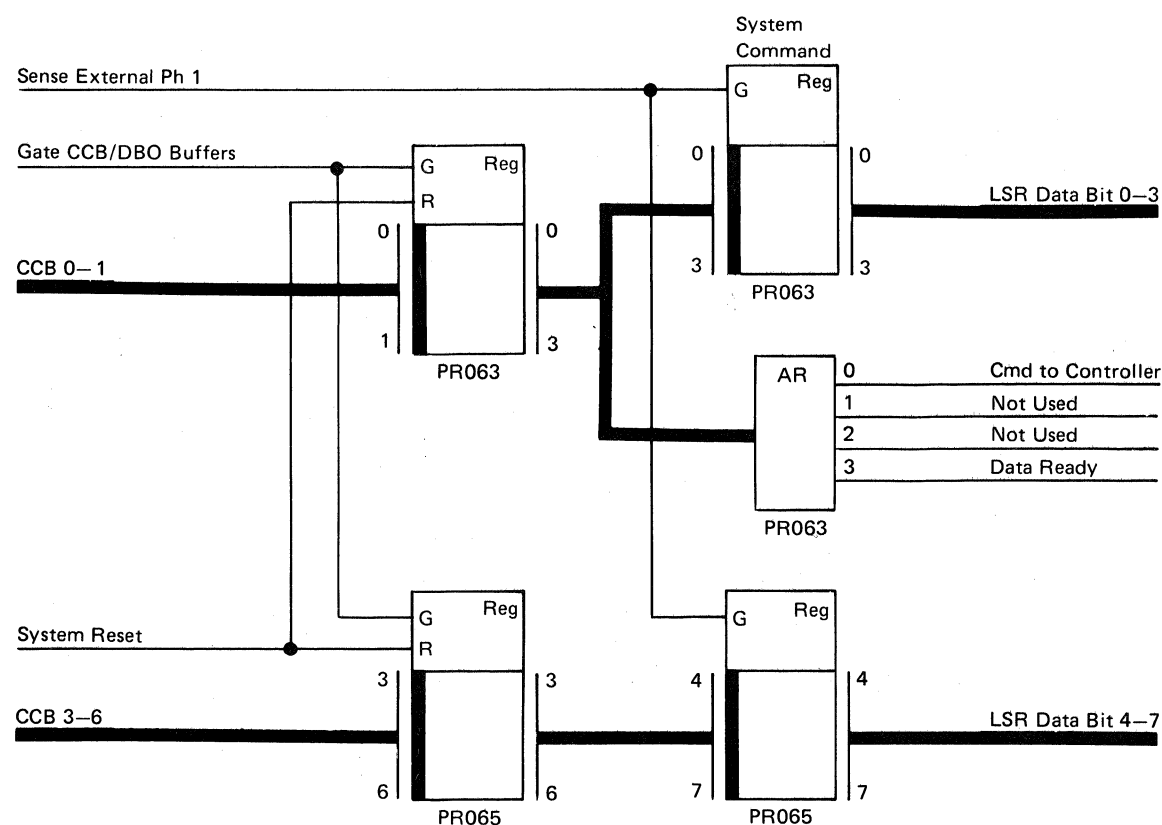 System
Command
Sense External Ph 1
G Reg
Gate CCB/DBO Buffers
G Reg
R
0 0
0 0
LSR Data Bit 0–3
CCB 0–1
3 3
PR063
1 3
PR063
AR
0 Cmd to Controller
1 Not Used
2 Not Used
3 Data Ready
PR063
G Reg
G Reg
System Reset
R
3 3
4 4
CCB 3–6
LSR Data Bit 4–7
6 6
7 7
PR065
PR065